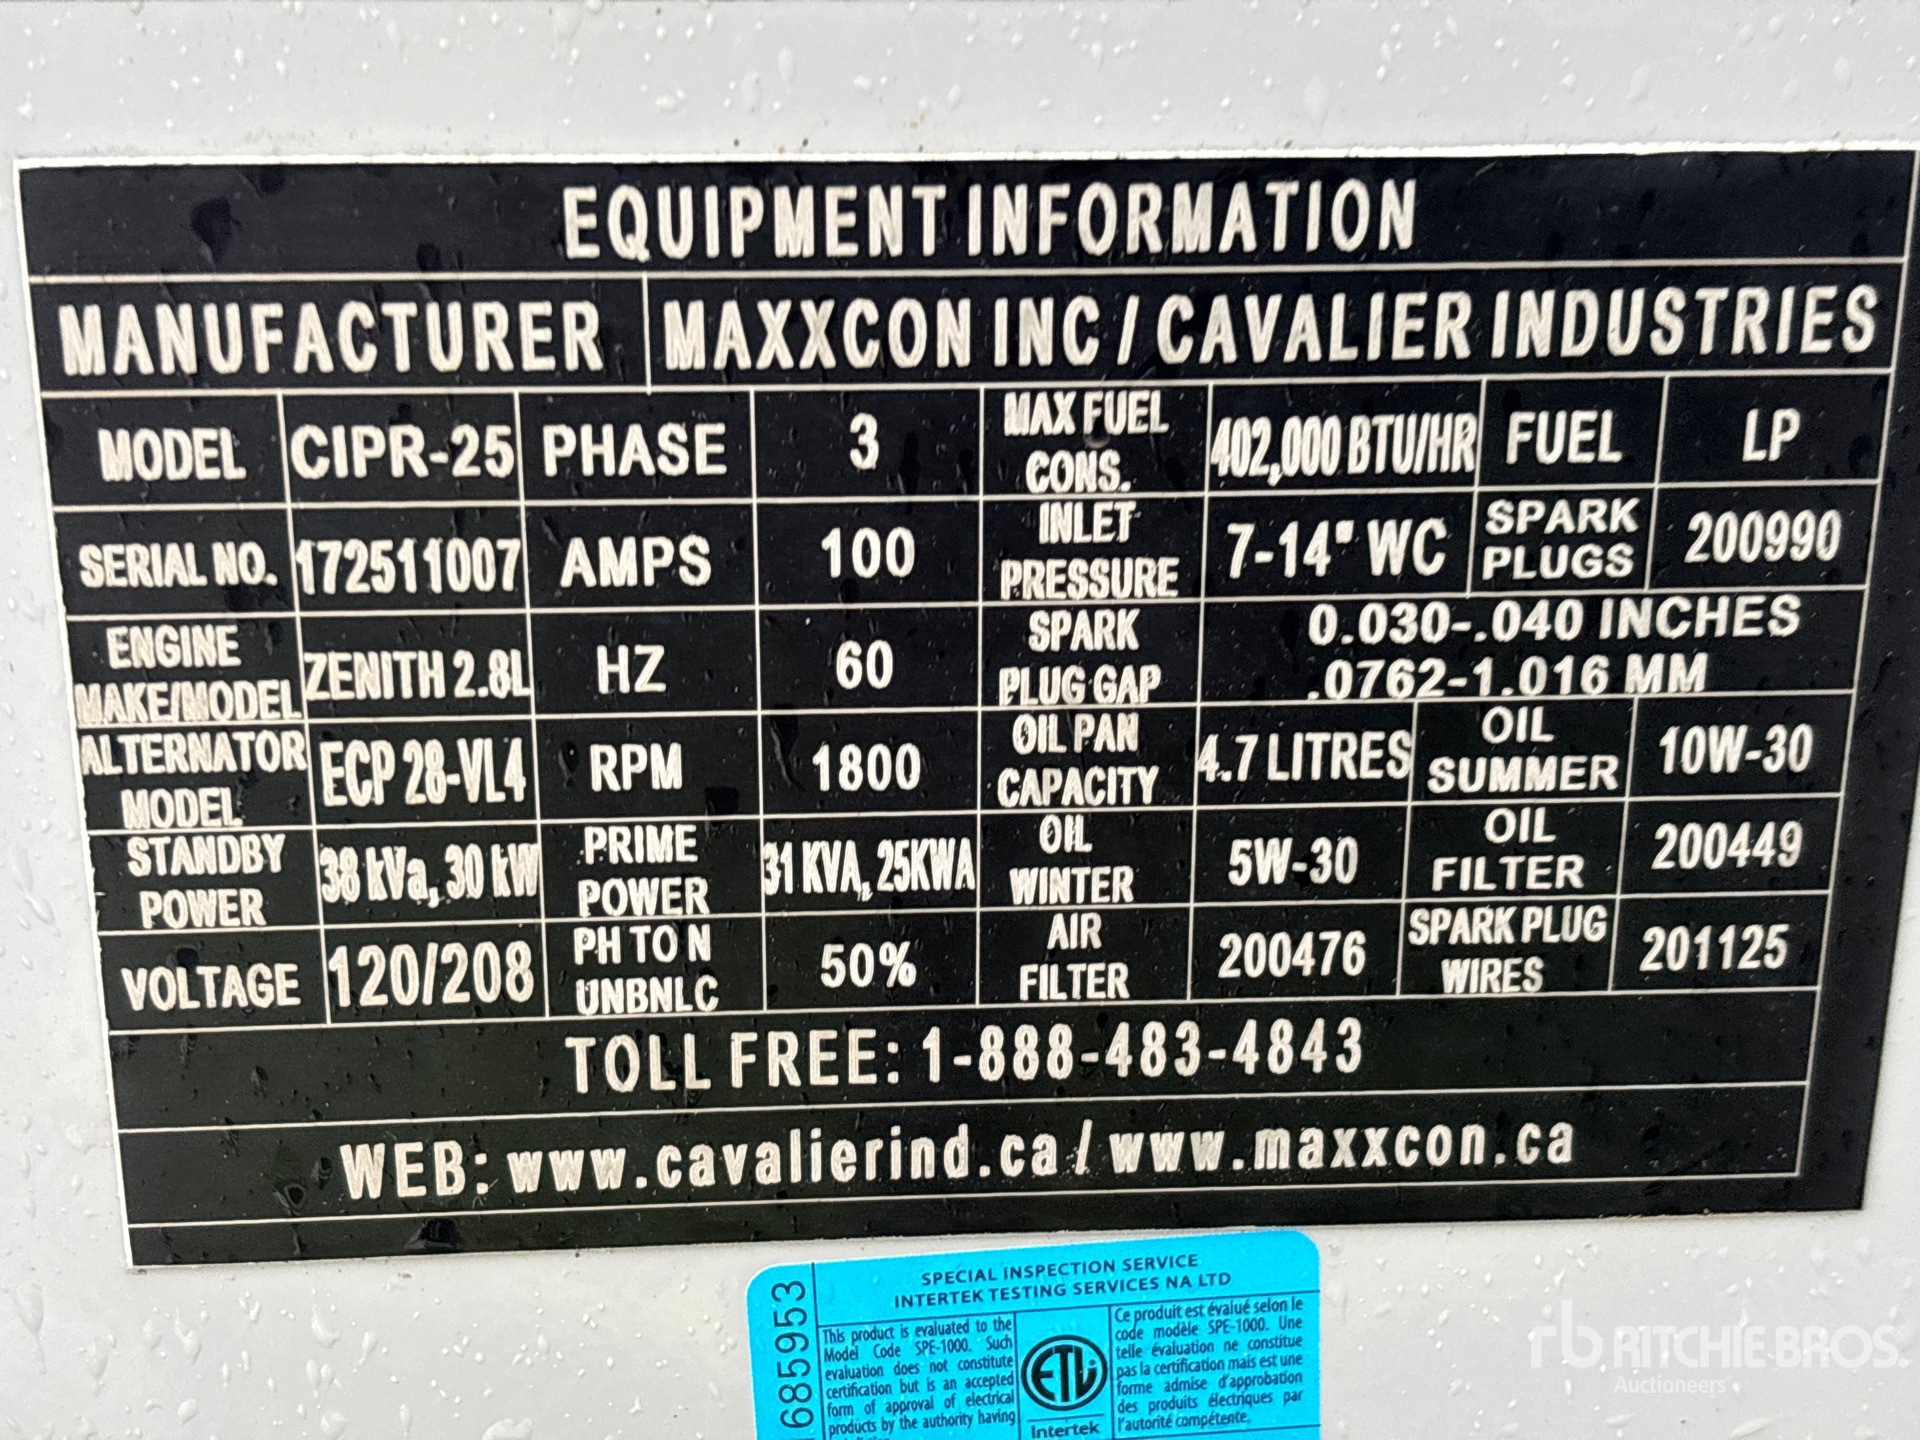 EQUIPMENT INFORMATION
MANUFACTURER MAXXCON INC / CAVALIER INDUSTRIES
MODEL CIPR-25 PHASE 3 MAX FUEL CONS. 402,000 BTU/HR FUEL LP
SERIAL NO. 172511007 AMPS 100 INLET PRESSURE 7-14" WC SPARK PLUGS 200990
ENGINE MAKE/MODEL ZENITH 2.8L HZ 60 SPARK PLUG GAP 0.030-.040 INCHES .0762-1.016 MM
ALTERNATOR MODEL ECP 28-VL4 RPM 1800 OIL PAN CAPACITY 4.7 LITRES OIL SUMMER 10W-30
STANDBY POWER 38 kVa, 30 kW PRIME POWER 31 KVA, 25KWA OIL WINTER 5W-30 OIL FILTER 200449
VOLTAGE 120/208 PH TO N UNBNLC 50% AIR FILTER 200476 SPARK PLUG WIRES 201125
TOLL FREE: 1-888-483-4843
WEB: www.cavalierind.ca / www.maxxcon.ca
SPECIAL INSPECTION SERVICE
INTERTEK TESTING SERVICES NA LTD
685953
This product is evaluated to the
Model Code SPE-1000. Such
evaluation does not constitute
certification but is an accepted
form of approval of electrical
products by the authority having
ETL
Intertek
Ce produit est évalué selon le
code modèle SPE-1000. Une
telle évaluation ne constitue
pas la certification mais est une
forme admise d'approbation
des produits électriques par
l'autorité compétente.
rb RITCHIE BROS.
Auctioneers